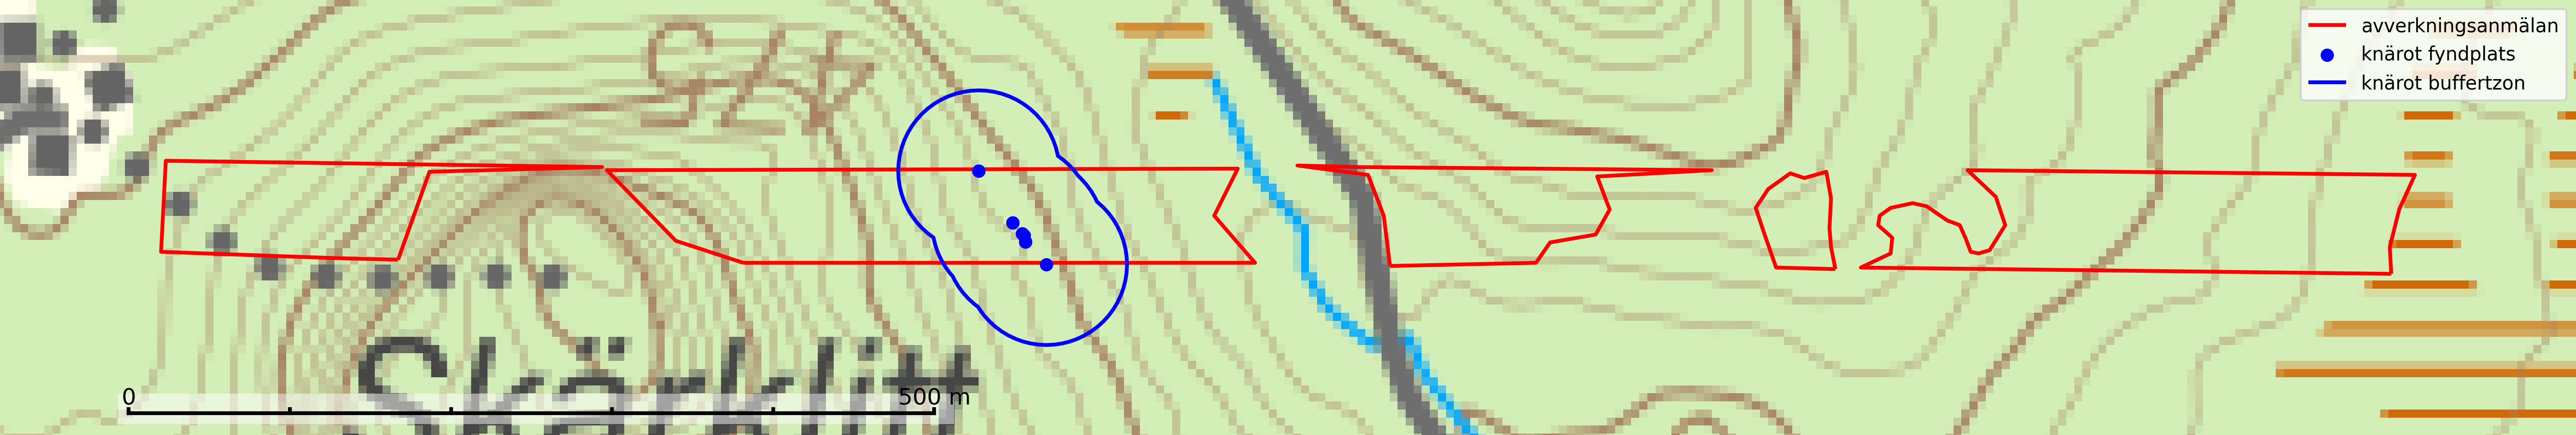 avverkningsanmälan
knärot fyndplats
knärot buffertzon
Skärklitt
0 500 m